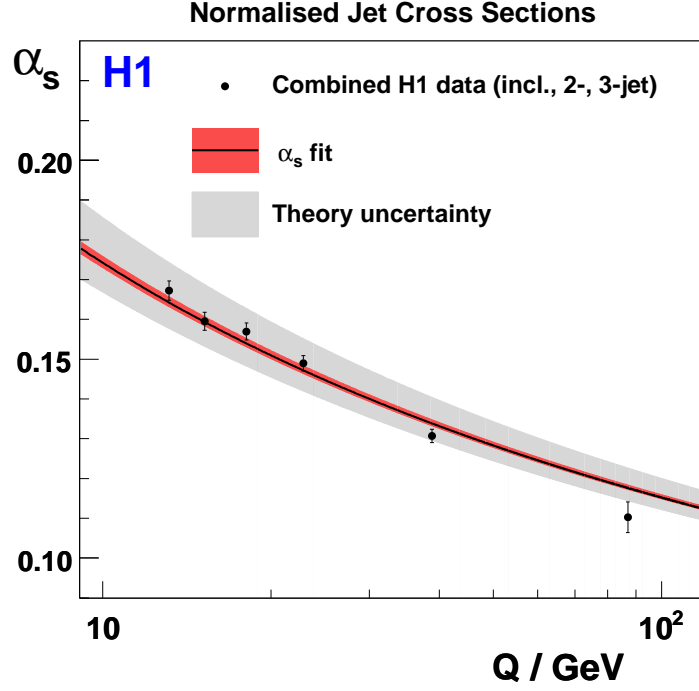 Normalised Jet Cross Sections
αs
H1
Combined H1 data (incl., 2-, 3-jet)
αs fit
Theory uncertainty
0.20
0.15
0.10
10
10²
Q / GeV